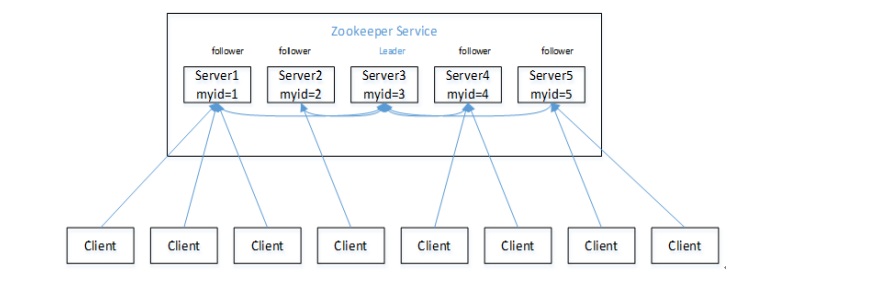 Zookeeper Service
follower follower Leader follower follower
Server1 Server2 Server3 Server4 Server5
myid=1 myid=2 myid=3 myid=4 myid=5
Client Client Client Client Client Client Client Client